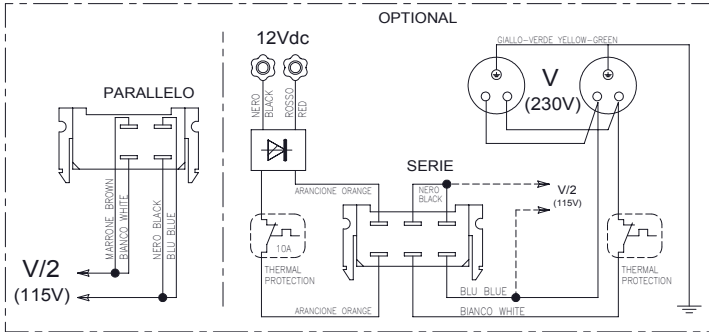 OPTIONAL
12Vdc
GIALLO-VERDE YELLOW-GREEN
PARALLELO
NERO
BLACK
ROSSO
RED
V
(230V)
SERIE
ARANCIONE ORANGE
NERO
BLACK
V/2
(115V)
MARRONE BROWN
BIANCO WHITE
NERO BLACK
BLU BLUE
10A
THERMAL
PROTECTION
THERMAL
PROTECTION
V/2
(115V)
BLU BLUE
ARANCIONE ORANGE
BIANCO WHITE